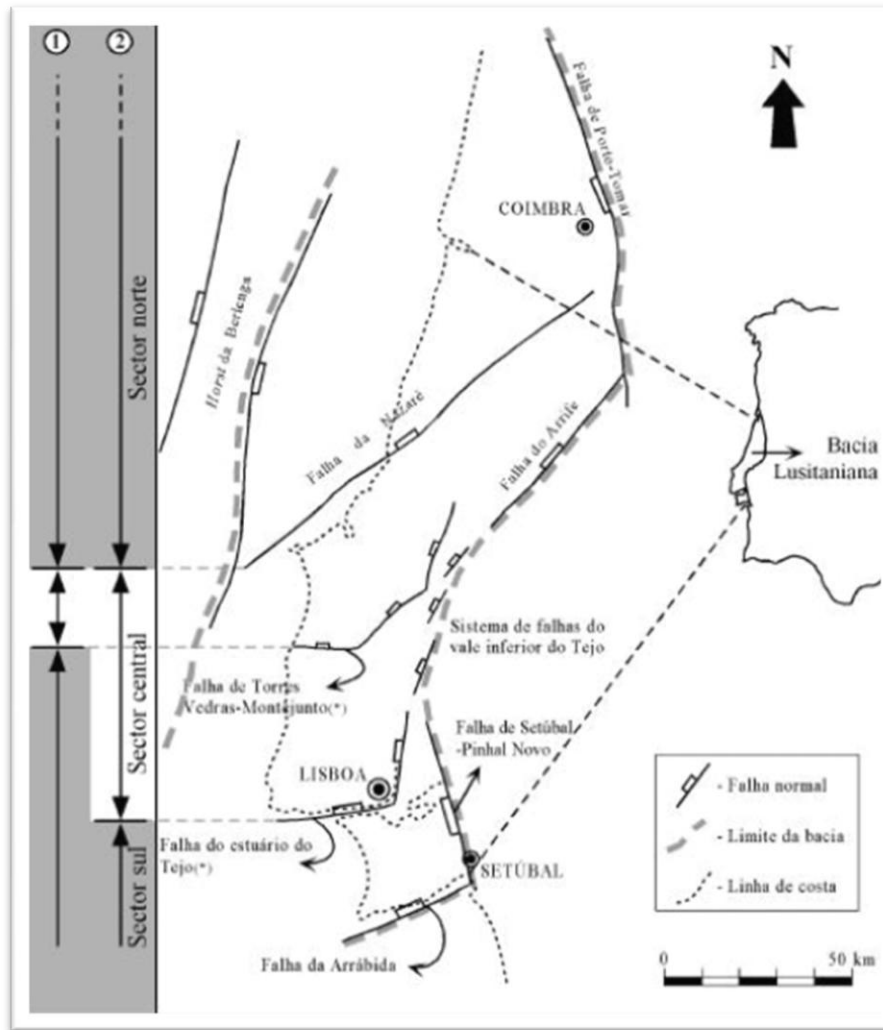 1
2
N
Falha de Porto-Tomar
COIMBRA
Sector norte
Horst da Berlenga
Falha da Nazaré
Falha do Arrife
Bacia
Lusitaniana
Sistema de falhas do
vale inferior do Tejo
Sector central
Falha de Torres
Vedras-Montejunto(*)
Falha de Setúbal
-Pinhal Novo
LISBOA
- Falha normal
- Limite da bacia
- Linha de costa
Falha do estuário do
Tejo(*)
SETÚBAL
Sector sul
Falha da Arrábida
0
50 km